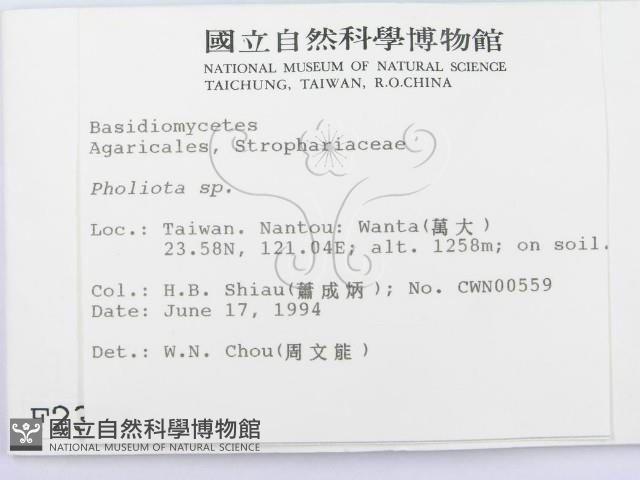 國立自然科學博物館
NATIONAL MUSEUM OF NATURAL SCIENCE
TAICHUNG, TAIWAN, R.O.CHINA
Basidiomycetes
Agaricales, Strophariaceae
Pholiota sp.
Loc.: Taiwan. Nantou: Wanta(萬大)
23.58N, 121.04E; alt. 1258m; on soil.
Col.: H.B. Shiau(蕭成炳); No. CWN00559
Date: June 17, 1994
Det.: W.N. Chou(周文能)
國立自然科學博物館
NATIONAL MUSEUM OF NATURAL SCIENCE